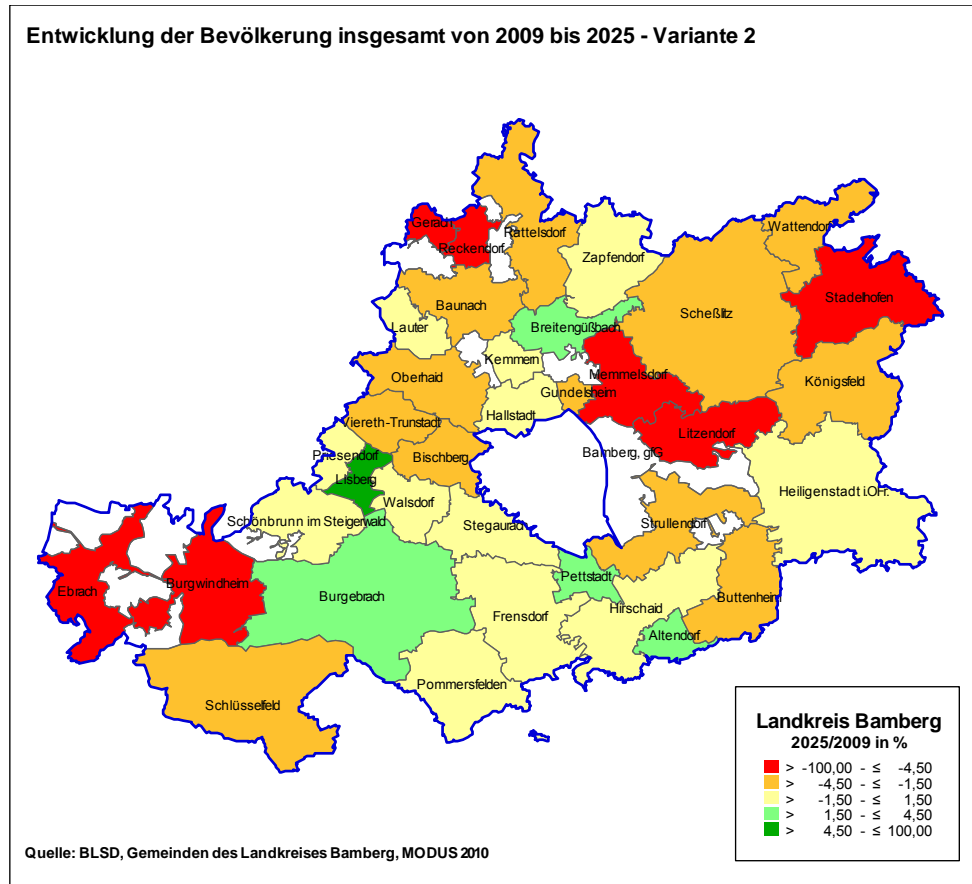 Entwicklung der Bevölkerung insgesamt von 2009 bis 2025 - Variante 2
Gerach
Reckendorf
Rattelsdorf
Wattendorf
Zapfendorf
Stadelhofen
Baunach
Scheßlitz
Lauter
Breitengüßbach
Kemmern
Oberhaid
Memmelsdorf
Königsfeld
Gundelsheim
Hallstadt
Viereth-Trunstadt
Litzendorf
Bischberg
Bamberg, gfG
Priesendorf
Lisberg
Walsdorf
Heiligenstadt i.OFr.
Schönbrunn im Steigerwald
Stegaurach
Strullendorf
Ebrach
Burgwindheim
Pettstadt
Burgebrach
Buttenheim
Hirschaid
Frensdorf
Altendorf
Pommersfelden
Schlüsselfeld
Landkreis Bamberg
2025/2009 in %
> -100,00 - ≤ -4,50
> -4,50 - ≤ -1,50
> -1,50 - ≤ 1,50
> 1,50 - ≤ 4,50
> 4,50 - ≤ 100,00
Quelle: BLSD, Gemeinden des Landkreises Bamberg, MODUS 2010